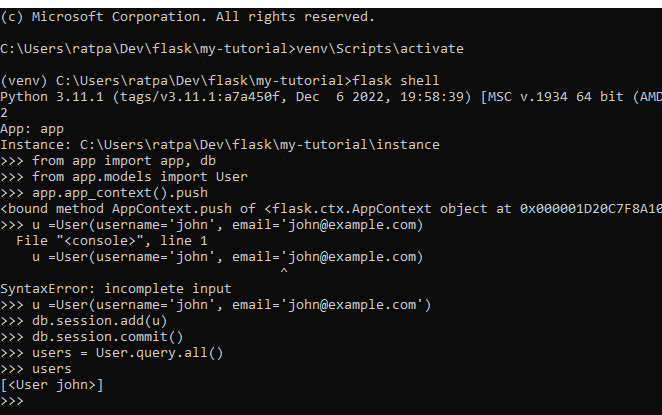 (c) Microsoft Corporation. All rights reserved.
C:\Users\ratpa\Dev\flask\my-tutorial>venv\Scripts\activate
(venv) C:\Users\ratpa\Dev\flask\my-tutorial>flask shell
Python 3.11.1 (tags/v3.11.1:a7a450f, Dec  6 2022, 19:58:39) [MSC v.1934 64 bit (AMD
2
App: app
Instance: C:\Users\ratpa\Dev\flask\my-tutorial\instance
>>> from app import app, db
>>> from app.models import User
>>> app.app_context().push
<bound method AppContext.push of <flask.ctx.AppContext object at 0x000001D20C7F8A10
>>> u =User(username='john', email='john@example.com)
  File "<console>", line 1
    u =User(username='john', email='john@example.com)
                                   ^
SyntaxError: incomplete input
>>> u =User(username='john', email='john@example.com')
>>> db.session.add(u)
>>> db.session.commit()
>>> users = User.query.all()
>>> users
[<User john>]
>>>